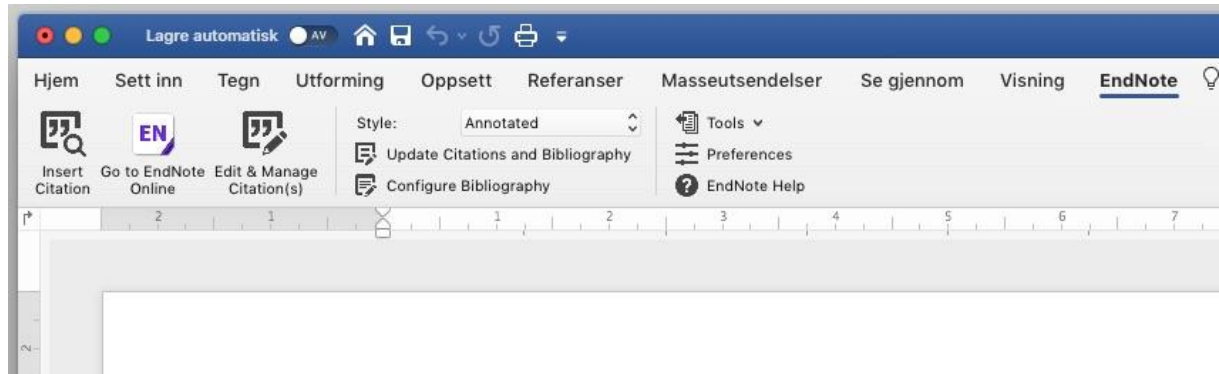 Lagre automatisk AV
Hjem Sett inn Tegn Utforming Oppsett Referanser Masseutsendelser Se gjennom Visning EndNote
Insert Citation
EN
Go to EndNote Online
Edit & Manage Citation(s)
Style: Annotated
Update Citations and Bibliography
Configure Bibliography
Tools
Preferences
EndNote Help
2 1 1 2 3 4 5 6 7
2